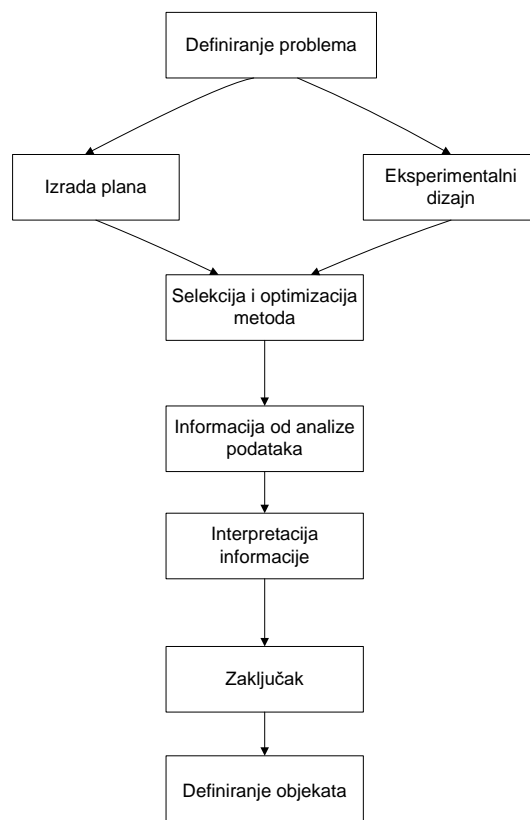 Definiranje problema
Izrada plana
Eksperimentalni
dizajn
Selekcija i optimizacija
metoda
Informacija od analize
podataka
Interpretacija
informacije
Zaključak
Definiranje objekata